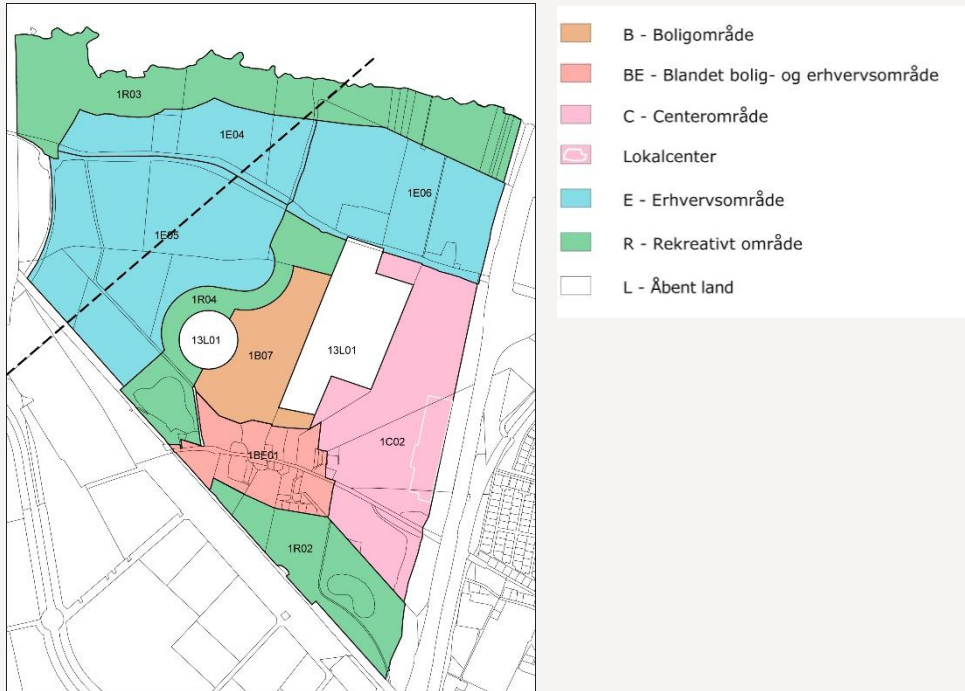 1R03
1E04
1E06
1E05
1R04
13L01
1B07
13L01
1C02
1BE01
1R02
B - Boligområde
BE - Blandet bolig- og erhvervsområde
C - Centerområde
Lokalcenter
E - Erhvervsområde
R - Rekreativt område
L - Åbent land